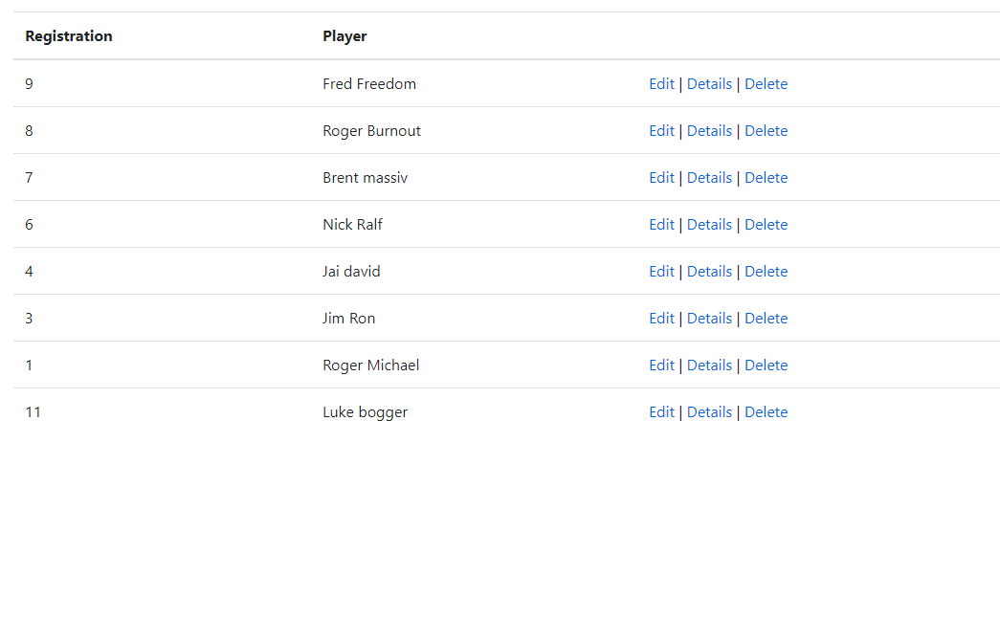 Registration Player
9 Fred Freedom Edit | Details | Delete
8 Roger Burnout Edit | Details | Delete
7 Brent massiv Edit | Details | Delete
6 Nick Ralf Edit | Details | Delete
4 Jai david Edit | Details | Delete
3 Jim Ron Edit | Details | Delete
1 Roger Michael Edit | Details | Delete
11 Luke bogger Edit | Details | Delete